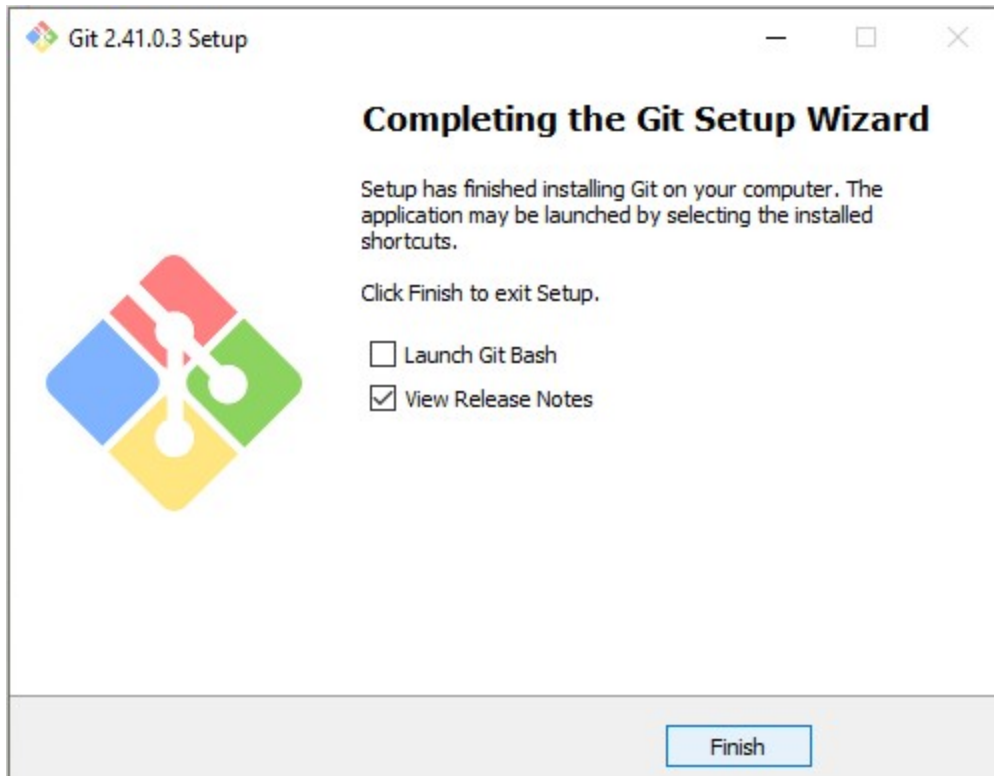 Git 2.41.0.3 Setup
Completing the Git Setup Wizard
Setup has finished installing Git on your computer. The
application may be launched by selecting the installed
shortcuts.
Click Finish to exit Setup.
Launch Git Bash
View Release Notes
Finish